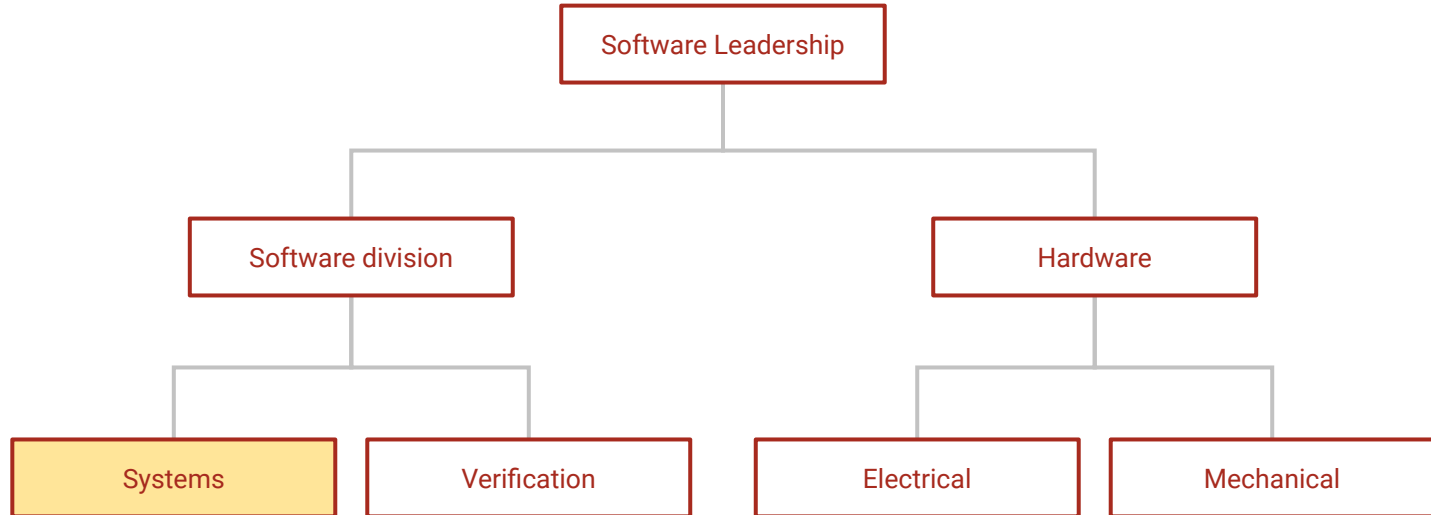 Software Leadership
Software division
Hardware
Systems
Verification
Electrical
Mechanical